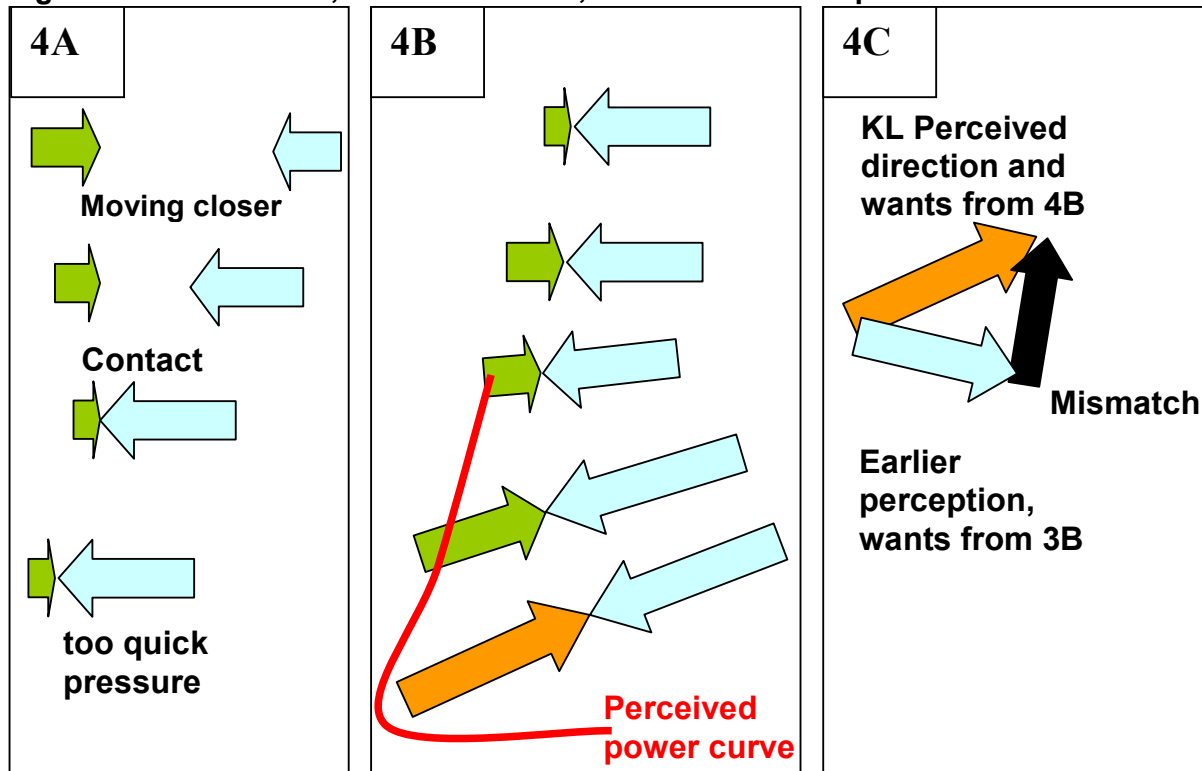 4A
Moving closer
Contact
too quick
pressure
4B
Perceived
power curve
4C
KL Perceived
direction and
wants from 4B
Mismatch
Earlier
perception,
wants from 3B